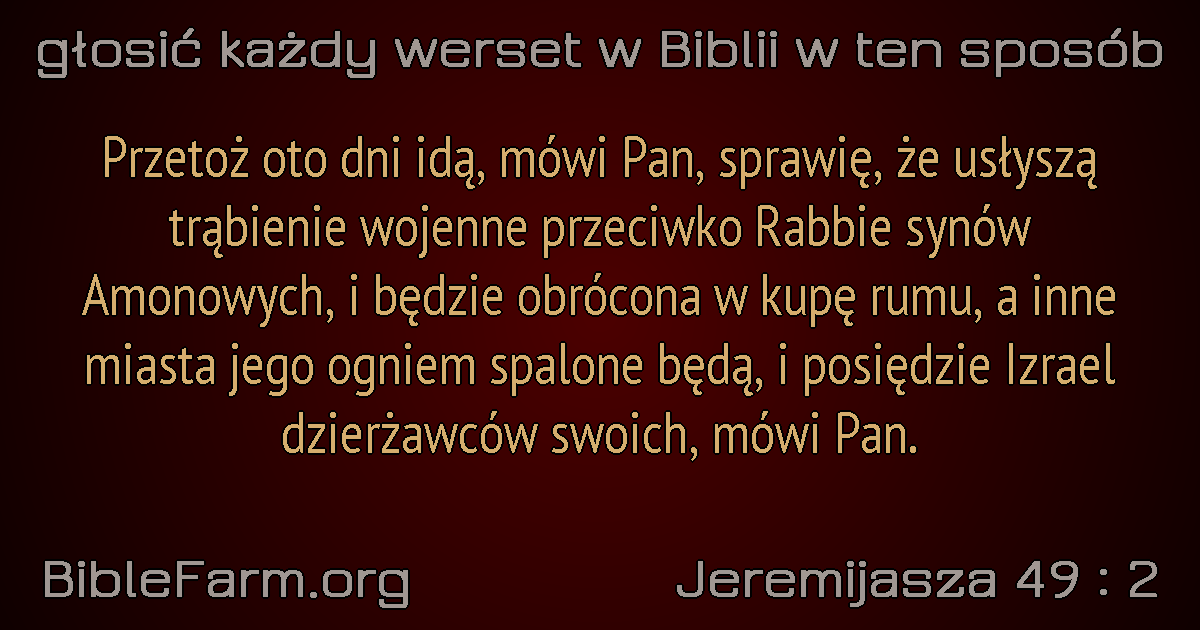 głosić każdy werset w Biblii w ten sposób
Przetoż oto dni idą, mówi Pan, sprawię, że usłyszą
trąbienie wojenne przeciwko Rabbie synów
Amonowych, i będzie obrócona w kupę rumu, a inne
miasta jego ogniem spalone będą, i posiędzie Izrael
dzierżawców swoich, mówi Pan.
BibleFarm.org
Jeremijasza 49 : 2